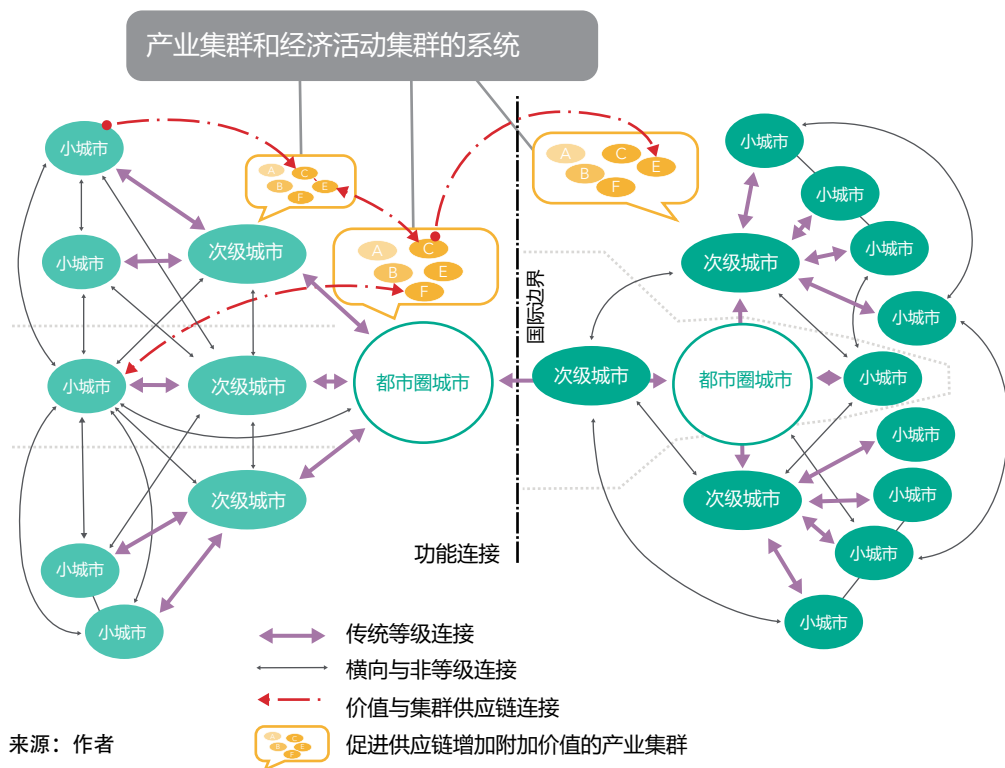 产业集群和经济活动集群的系统
小城市
A
C
B
E
F
A
C
B
E
F
小城市
小城市
次级城市
A
C
B
E
F
次级城市
小城市
小城市
小城市
国际边界
小城市
小城市
次级城市
都市圈城市
次级城市
都市圈城市
小城市
小城市
次级城市
次级城市
小城市
小城市
小城市
功能连接
小城市
小城市
传统等级连接
横向与非等级连接
价值与集群供应链连接
A
C
B
E
F
促进供应链增加附加价值的产业集群
来源：作者